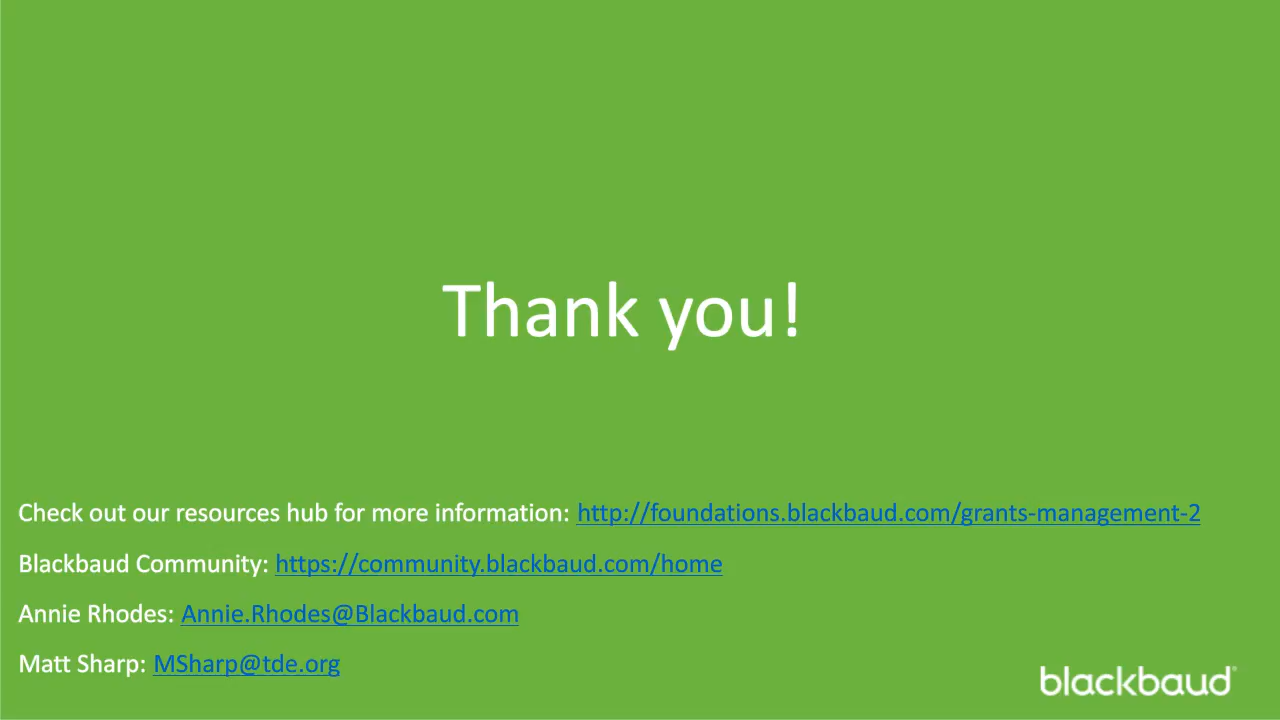 Thank you!
Check out our resources hub for more information: http://foundations.blackbaud.com/grants-management-2
Blackbaud Community: https://community.blackbaud.com/home
Annie Rhodes: Annie.Rhodes@Blackbaud.com
Matt Sharp: MSharp@tde.org
blackbaud®